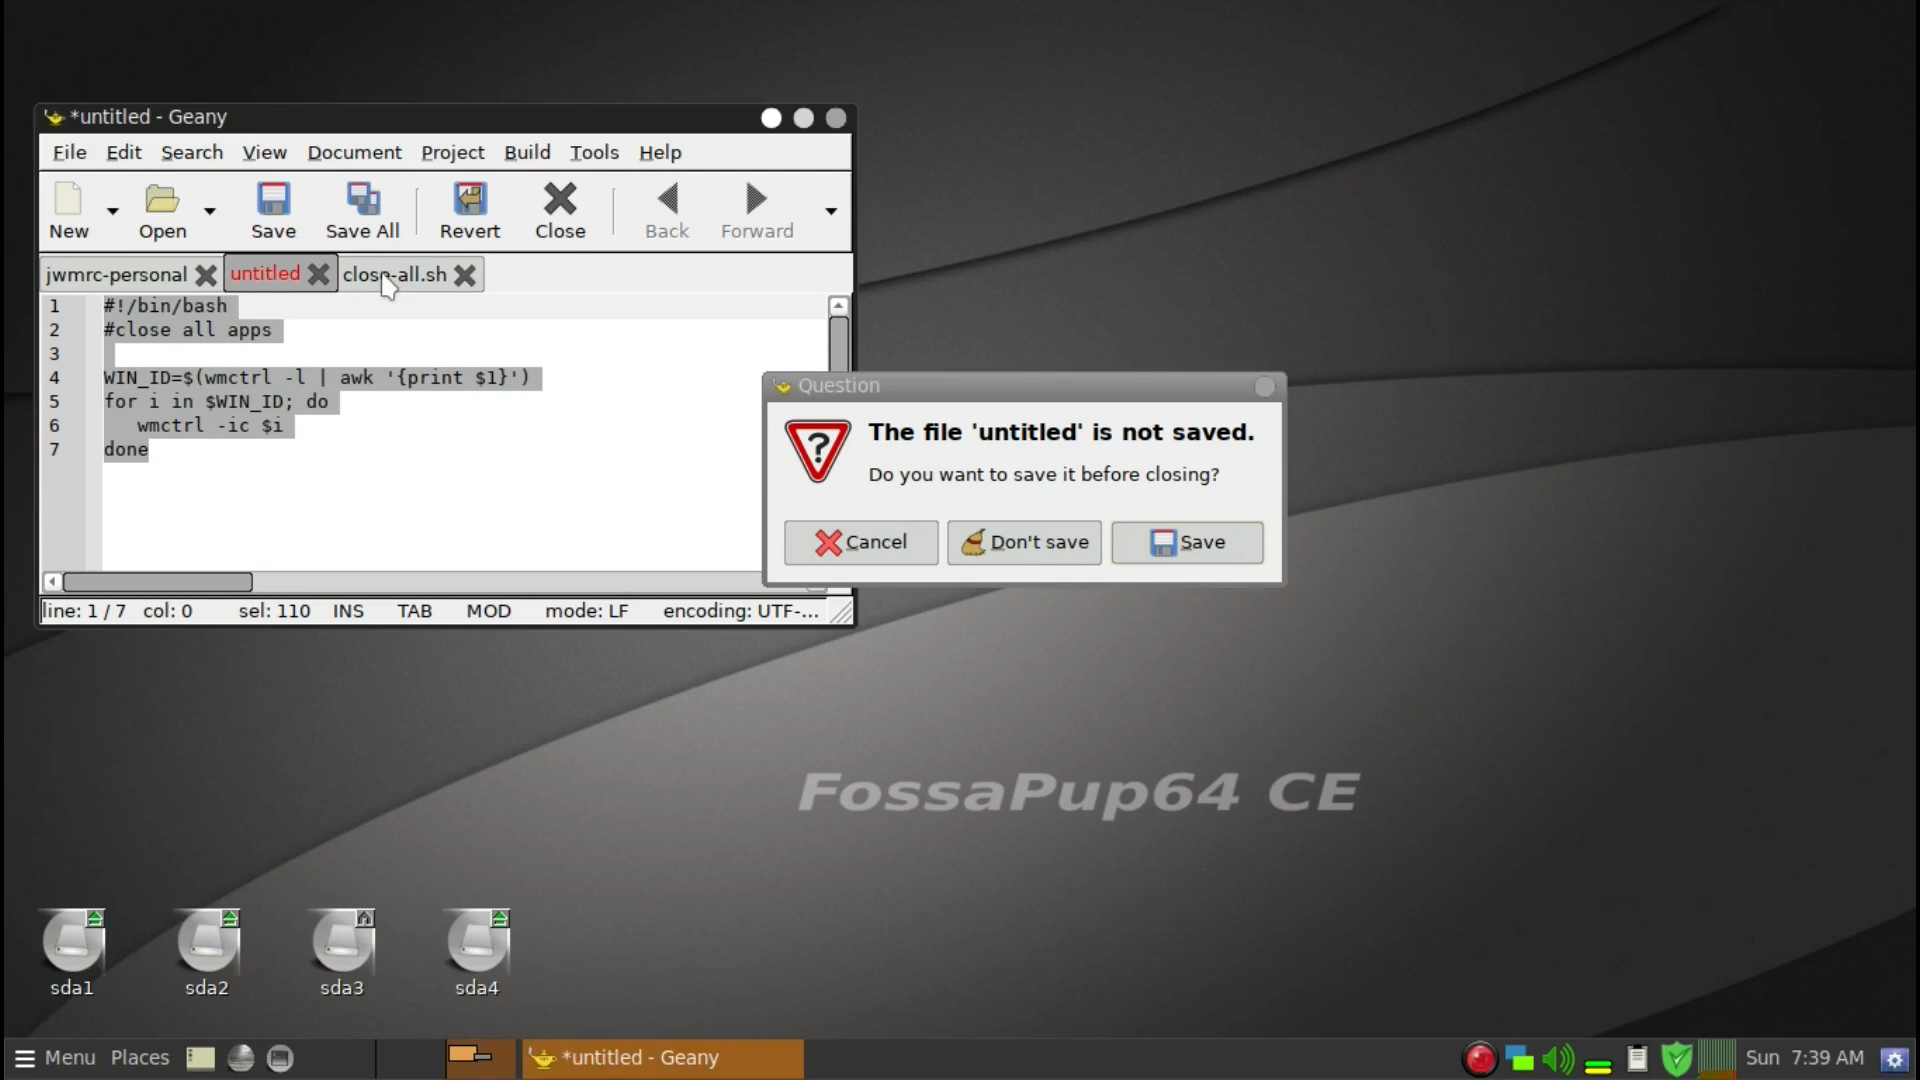 *untitled - Geany
File Edit Search View Document Project Build Tools Help
New Open Save Save All Revert Close Back Forward
jwmrc-personal untitled close-all.sh
1 #!/bin/bash
2 #close all apps
3
4 WIN_ID=$(wmctrl -l | awk '{print $1}')
5 for i in $WIN_ID; do
6 wmctrl -ic $i
7 done
line: 1 / 7 col: 0 sel: 110 INS TAB MOD mode: LF encoding: UTF-...
Question
The file 'untitled' is not saved.
Do you want to save it before closing?
Cancel Don't save Save
FossaPup64 CE
sda1 sda2 sda3 sda4
Menu Places *untitled - Geany Sun 7:39 AM